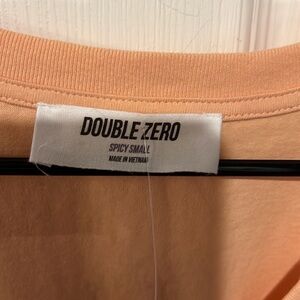 DOUBLE ZERO
SPICY SMALL
MADE IN VIETNAM